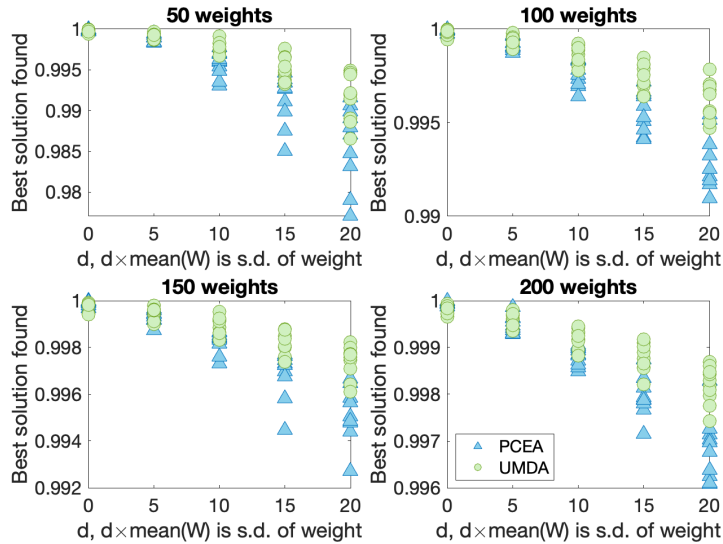 50 weights
Best solution found
1
0.995
0.99
0.985
0.98
0 5 10 15 20
d, d×mean(W) is s.d. of weight
100 weights
Best solution found
1
0.995
0.99
0 5 10 15 20
d, d×mean(W) is s.d. of weight
150 weights
Best solution found
1
0.998
0.996
0.994
0.992
0 5 10 15 20
d, d×mean(W) is s.d. of weight
200 weights
Best solution found
1
0.999
0.998
0.997
0.996
PCEA
UMDA
0 5 10 15 20
d, d×mean(W) is s.d. of weight